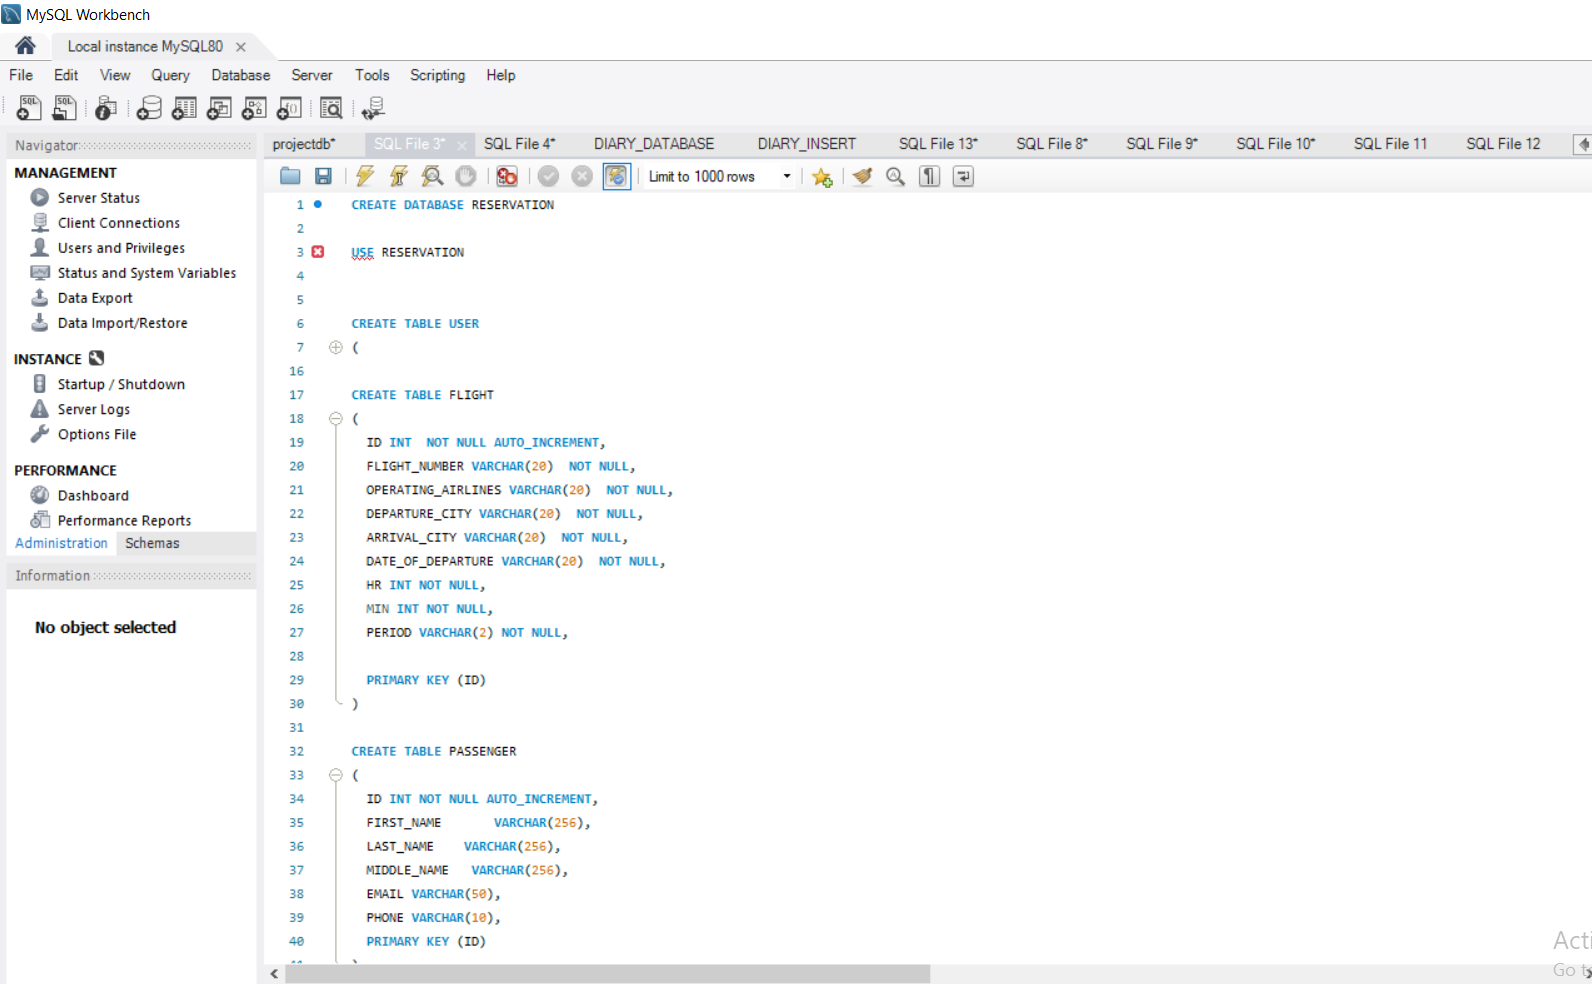 MySQL Workbench
Local instance MySQL80
File Edit View Query Database Server Tools Scripting Help
Navigator
MANAGEMENT
Server Status
Client Connections
Users and Privileges
Status and System Variables
Data Export
Data Import/Restore
INSTANCE
Startup / Shutdown
Server Logs
Options File
PERFORMANCE
Dashboard
Performance Reports
Administration Schemas
Information
No object selected
projectdb* SQL File 3* SQL File 4* DIARY_DATABASE DIARY_INSERT SQL File 13* SQL File 8* SQL File 9* SQL File 10* SQL File 11 SQL File 12
Limit to 1000 rows
1 CREATE DATABASE RESERVATION
2
3 USE RESERVATION
4
5
6 CREATE TABLE USER
7 (
16
17 CREATE TABLE FLIGHT
18 (
19 ID INT  NOT NULL AUTO_INCREMENT,
20 FLIGHT_NUMBER VARCHAR(20)  NOT NULL,
21 OPERATING_AIRLINES VARCHAR(20)  NOT NULL,
22 DEPARTURE_CITY VARCHAR(20)  NOT NULL,
23 ARRIVAL_CITY VARCHAR(20)  NOT NULL,
24 DATE_OF_DEPARTURE VARCHAR(20)  NOT NULL,
25 HR INT NOT NULL,
26 MIN INT NOT NULL,
27 PERIOD VARCHAR(2) NOT NULL,
28
29 PRIMARY KEY (ID)
30 )
31
32 CREATE TABLE PASSENGER
33 (
34 ID INT NOT NULL AUTO_INCREMENT,
35 FIRST_NAME       VARCHAR(256),
36 LAST_NAME    VARCHAR(256),
37 MIDDLE_NAME   VARCHAR(256),
38 EMAIL VARCHAR(50),
39 PHONE VARCHAR(10),
40 PRIMARY KEY (ID)
Acti
Go t